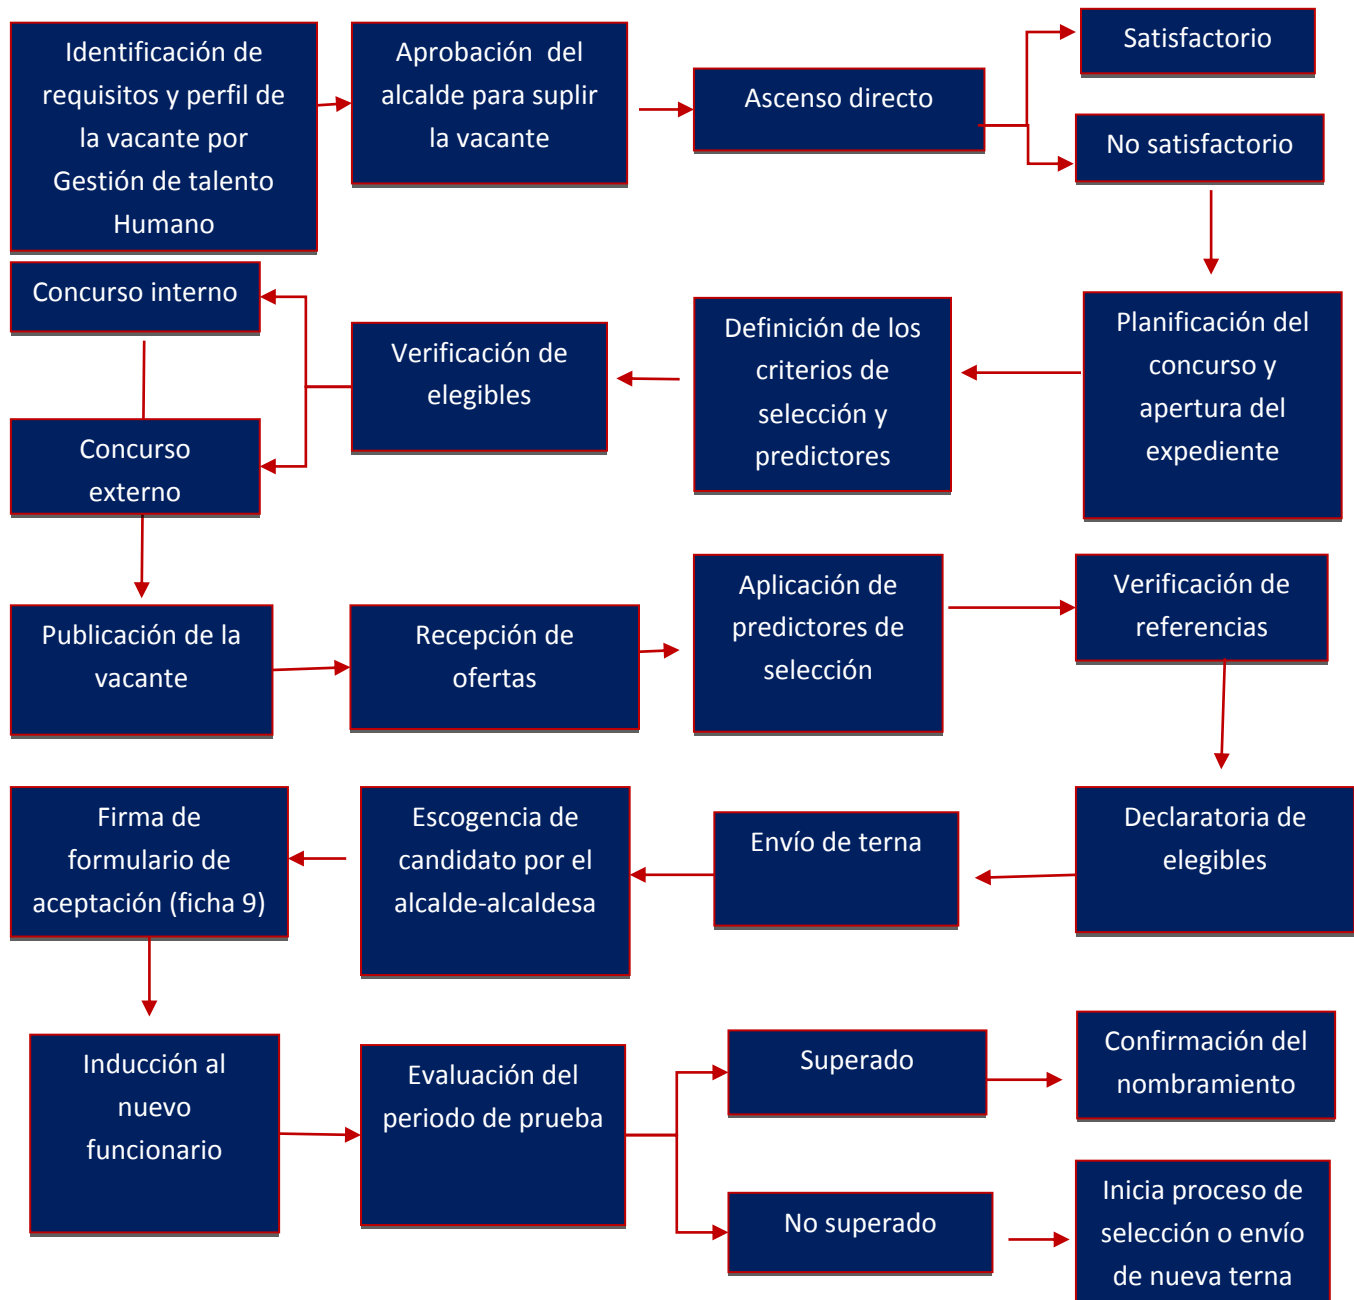 Identificación de
requisitos y perfil de
la vacante por
Gestión de talento
Humano
Aprobación del
alcalde para suplir
la vacante
Ascenso directo
Satisfactorio
No satisfactorio
Concurso interno
Concurso
externo
Verificación de
elegibles
Definición de los
criterios de
selección y
predictores
Planificación del
concurso y
apertura del
expediente
Publicación de la
vacante
Recepción de
ofertas
Aplicación de
predictores de
selección
Verificación de
referencias
Firma de
formulario de
aceptación (ficha 9)
Escogencia de
candidato por el
alcalde-alcaldesa
Envío de terna
Declaratoria de
elegibles
Inducción al
nuevo
funcionario
Evaluación del
periodo de prueba
Superado
Confirmación del
nombramiento
No superado
Inicia proceso de
selección o envío
de nueva terna